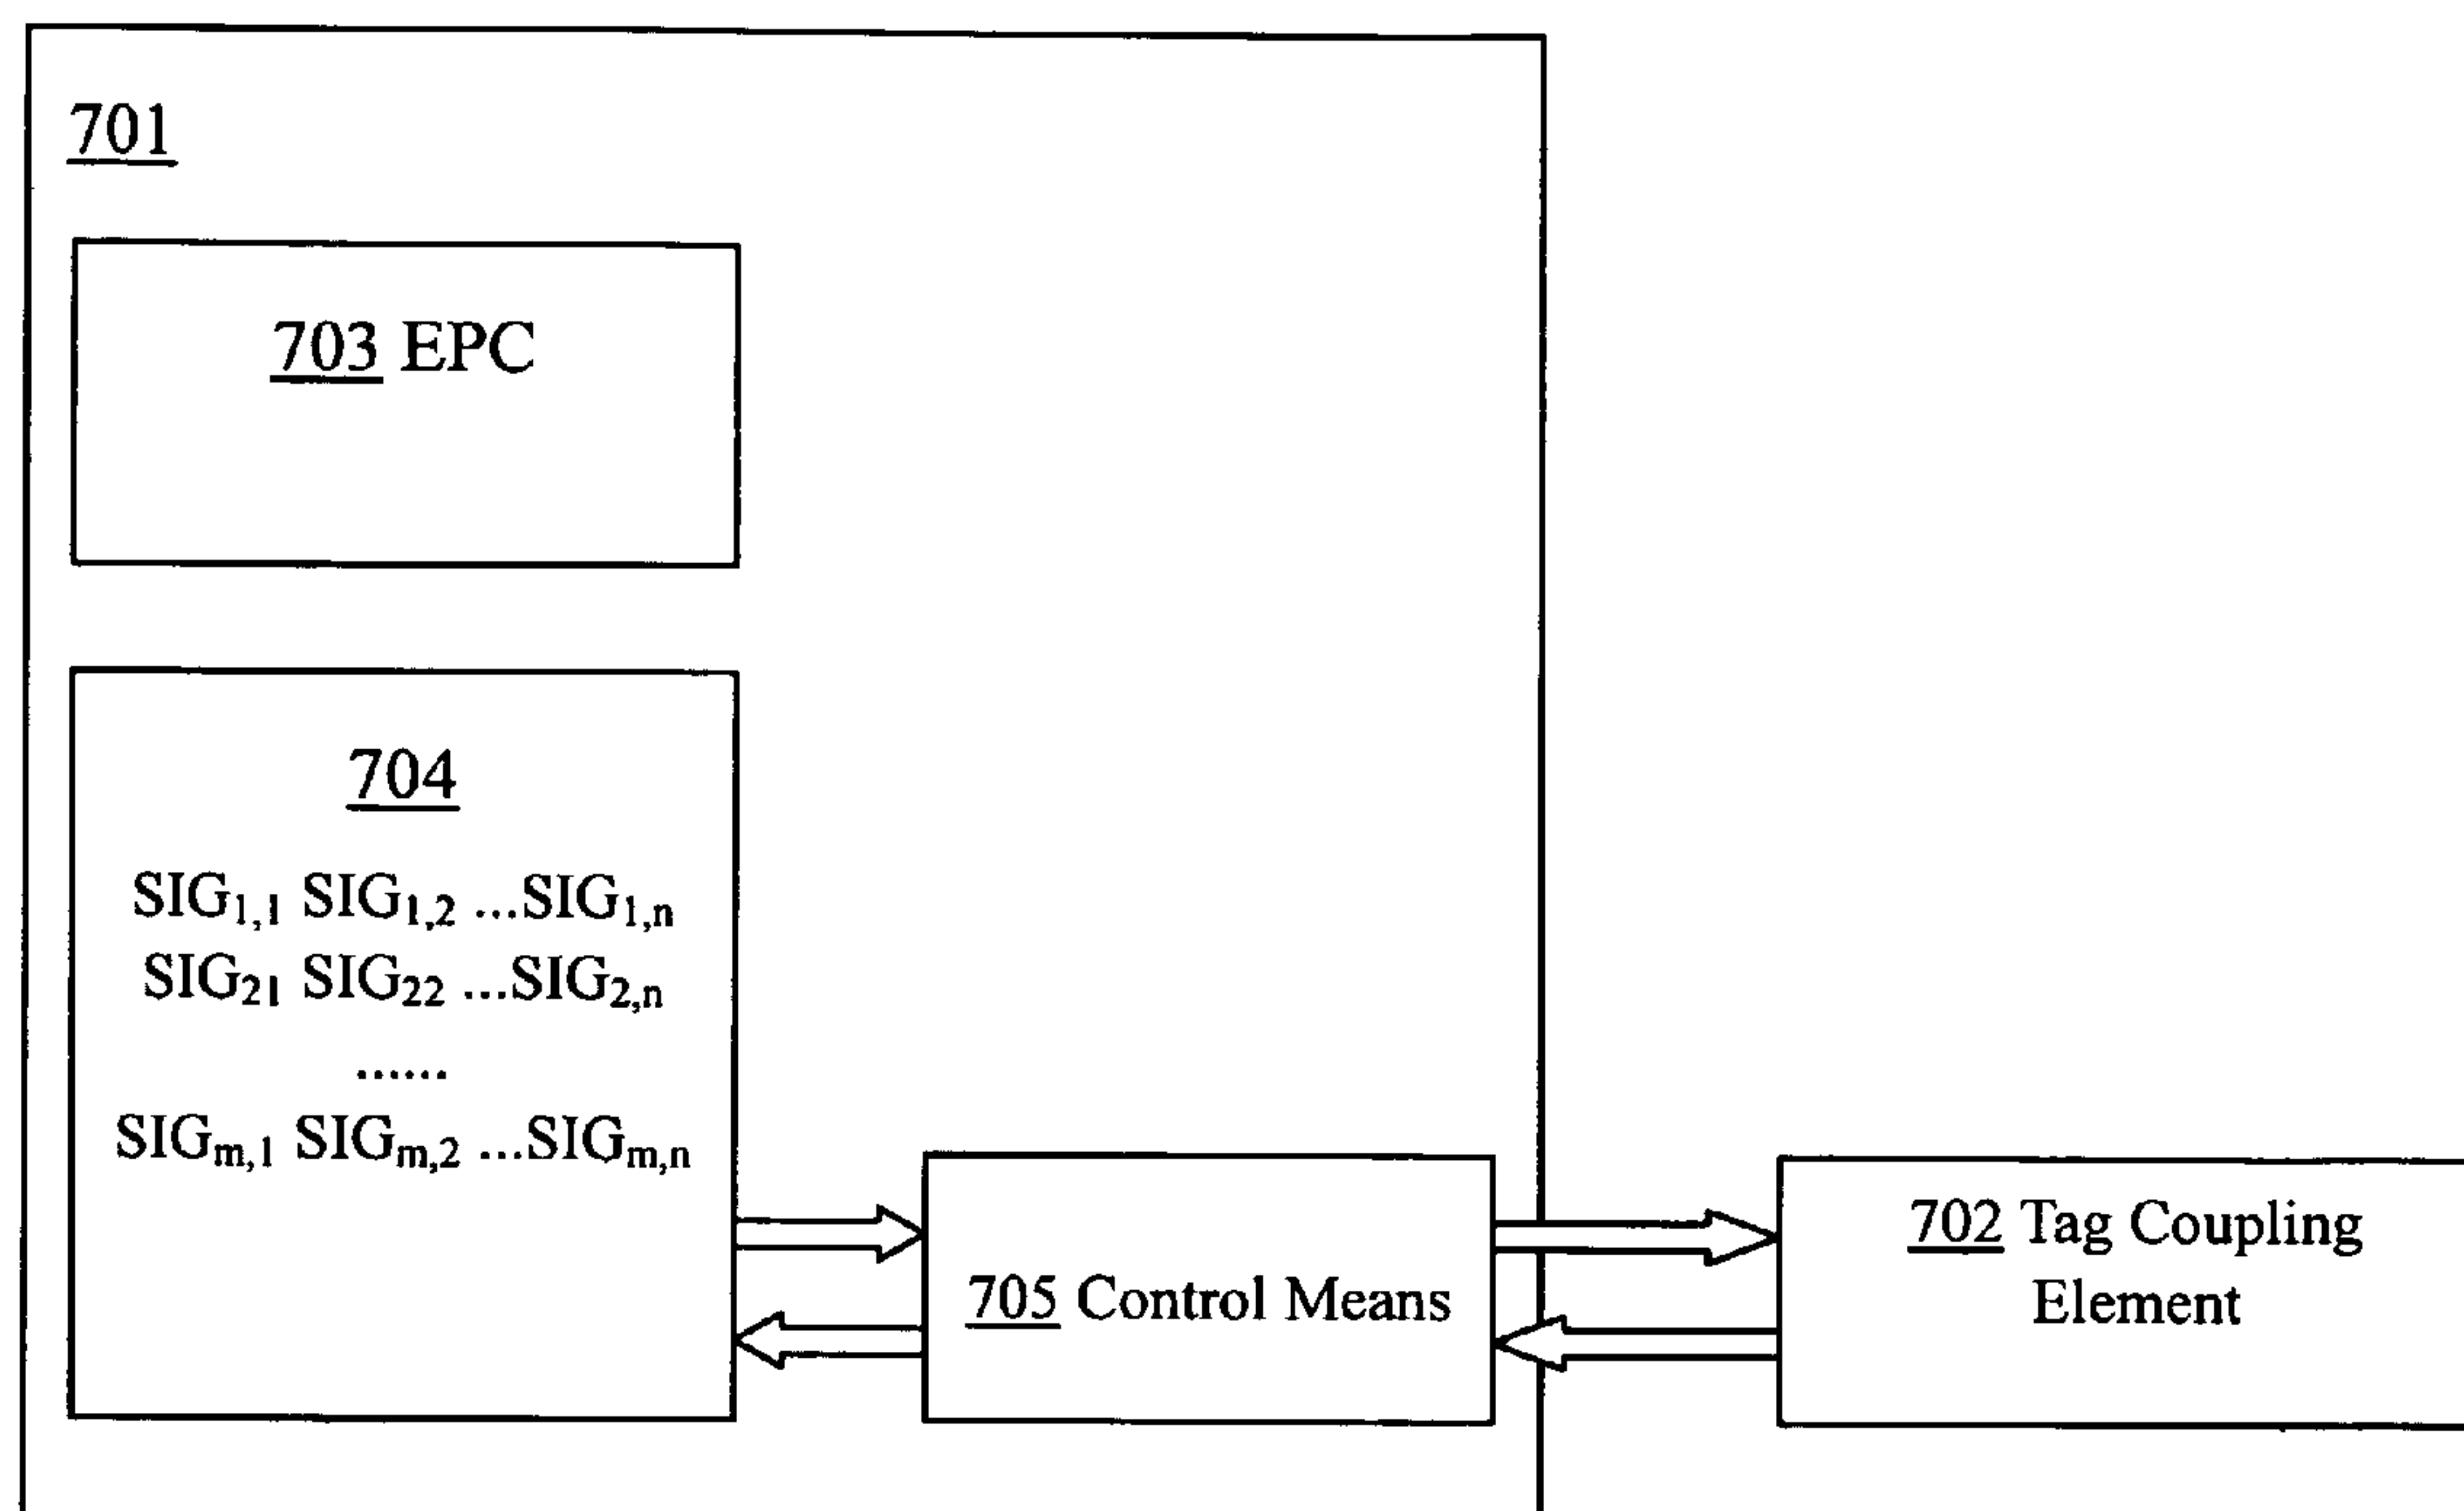 701
703 EPC
704
SIG1,1 SIG1,2 ...SIG1,n
SIG21 SIG22 ...SIG2,n
......
SIGm,1 SIGm,2 ...SIGm,n
705 Control Means
702 Tag Coupling
Element